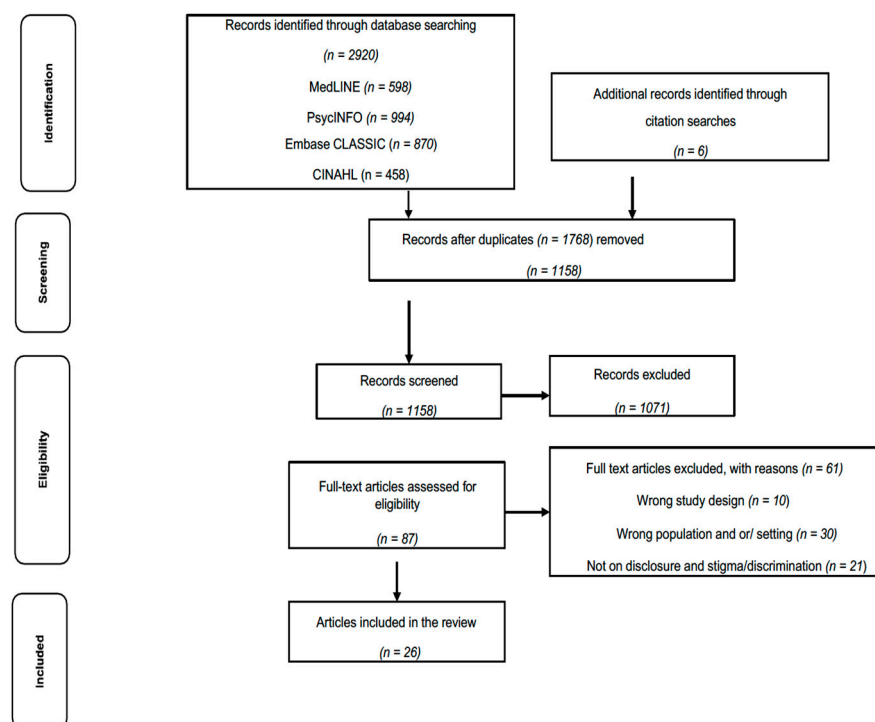 Identification
Records identified through database searching
(n = 2920)
MedLINE (n = 598)
PsycINFO (n = 994)
Embase CLASSIC (n = 870)
CINAHL (n = 458)
Additional records identified through
citation searches
(n = 6)
Screening
Records after duplicates (n = 1768) removed
(n = 1158)
Eligibility
Records screened
(n = 1158)
Records excluded
(n = 1071)
Full-text articles assessed for
eligibility
(n = 87)
Full text articles excluded, with reasons (n = 61)
Wrong study design (n = 10)
Wrong population and or/ setting (n = 30)
Not on disclosure and stigma/discrimination (n = 21)
Included
Articles included in the review
(n = 26)